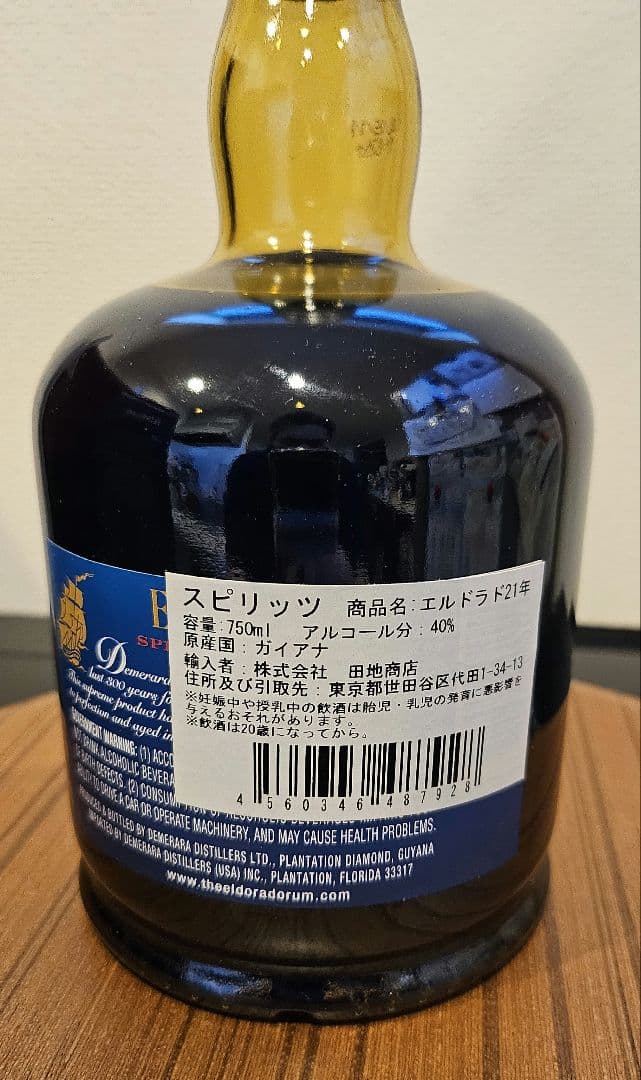 スピリッツ 商品名:エルドラド21年
容量:750ml アルコール分:40%
原産国:ガイアナ
輸入者:株式会社 田地商店
住所及び引取先:東京都世田谷区代田1-34-13
※妊娠中や授乳中の飲酒は胎児・乳児の発育に悪影響を
与えるおそれがあります。
※飲酒は20歳になってから。
4 560346 487928
E
SPE
Demerara
last 300 years f
This supreme product ha
to perfection and aged in
GOVERNMENT WARNING: (1) ACCO
NOT DRINK ALCOHOLIC BEVERA
BIRTH DEFECTS. (2) CONSUMPTION OF ALCOHOLIC BEVERAGES IMPAIRS
ABILITY TO DRIVE A CAR OR OPERATE MACHINERY, AND MAY CAUSE HEALTH PROBLEMS.
PRODUCED & BOTTLED BY DEMERARA DISTILLERS LTD., PLANTATION DIAMOND, GUYANA
IMPORTED BY DEMERARA DISTILLERS (USA) INC., PLANTATION, FLORIDA 33317
www.theeldoradorum.com